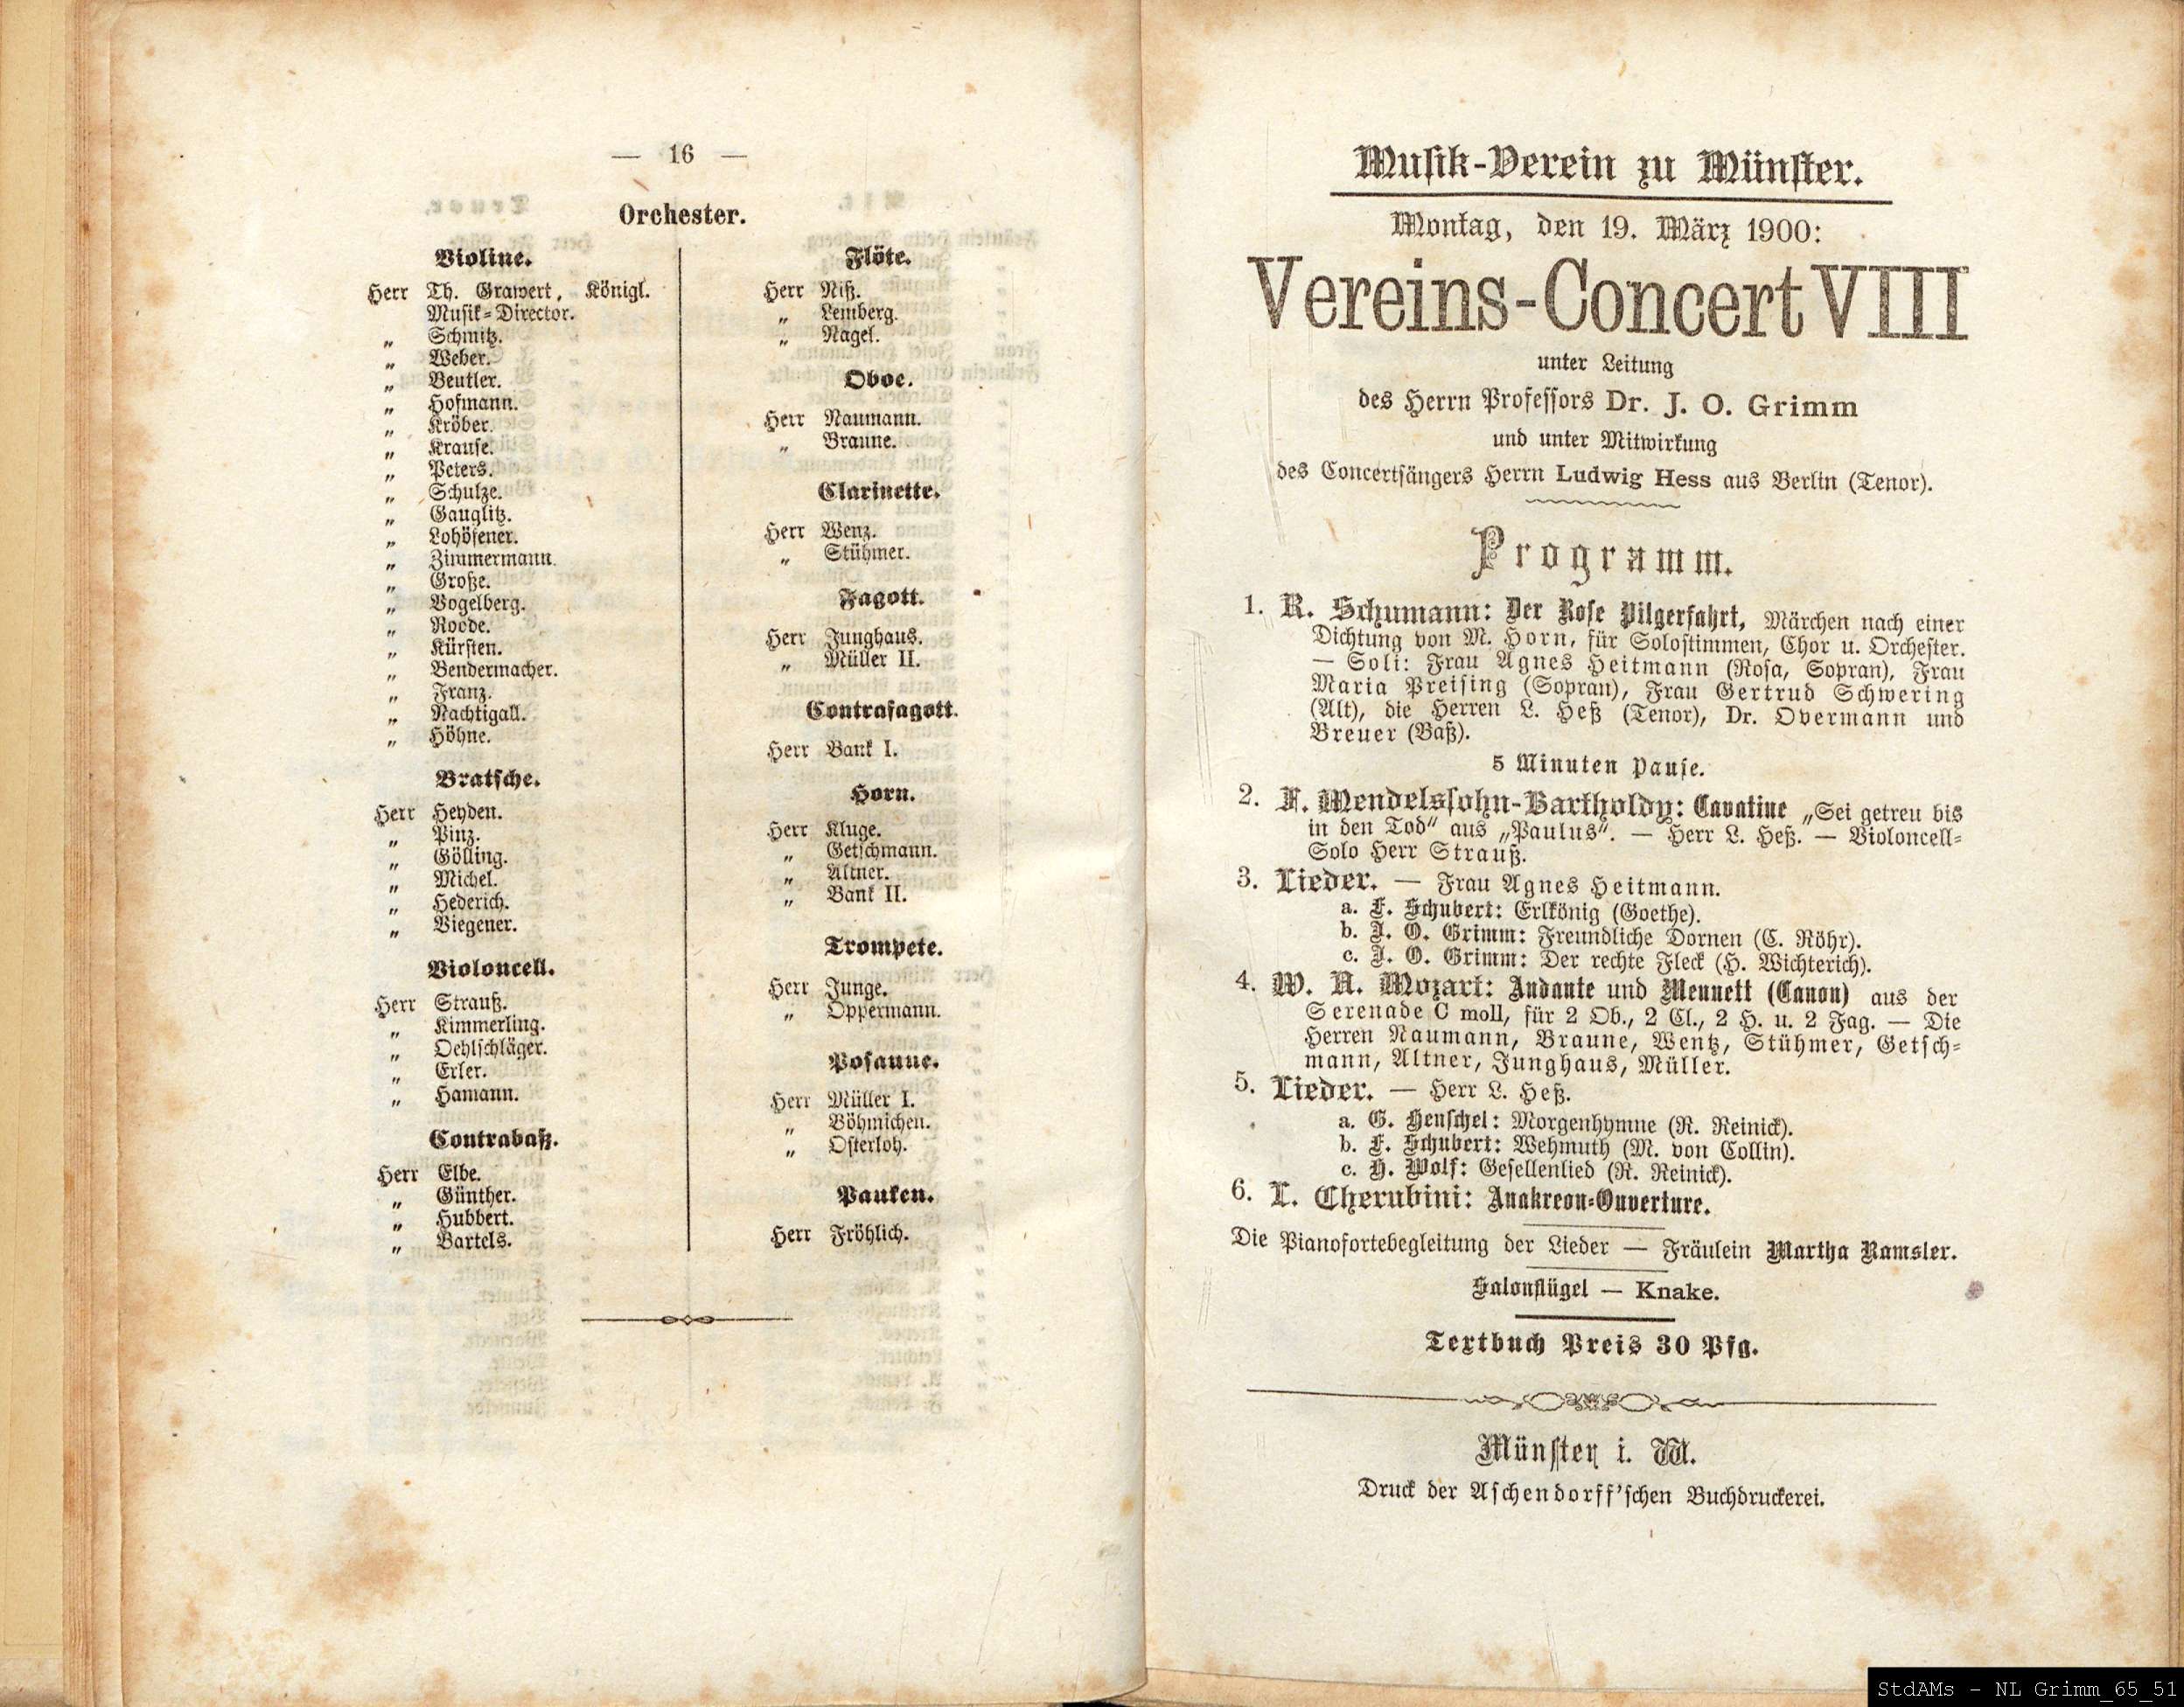 — 16 —
Orchester.
Violine.
Herr Th. Grawert, Königl.
Musik-Director.
„ Schmitz.
„ Weber.
„ Beutler.
„ Hofmann.
„ Kröber.
„ Krause.
„ Peters.
„ Schulze.
„ Gauglitz.
„ Lohöfener.
„ Zimmermann.
„ Große.
„ Vogelberg.
„ Roode.
„ Kürsten.
„ Bendermacher.
„ Franz.
„ Nachtigall.
„ Höhne.
Bratsche.
Herr Heyden.
„ Pinz.
„ Gölling.
„ Michel.
„ Hederich.
„ Viegener.
Violoncell.
Herr Strauß.
„ Kimmerling.
„ Oehlschläger.
„ Erler.
„ Hamann.
Contrabaß.
Herr Elbe.
„ Günther.
„ Hubbert.
„ Bartels.
Flöte.
Herr Niß.
„ Lemberg.
„ Nagel.
Oboe.
Herr Naumann.
„ Braune.
Clarinette.
Herr Wenz.
„ Stühmer.
Fagott.
Herr Junghaus.
„ Müller II.
Contrafagott.
Herr Bank I.
Horn.
Herr Kluge.
„ Getschmann.
„ Altner.
„ Bank II.
Trompete.
Herr Junge.
„ Oppermann.
Posaune.
Herr Müller I.
„ Böhmichen.
„ Osterloh.
Pauken.
Herr Fröhlich.
Musik-Verein zu Münster.
Montag, den 19. März 1900:
Vereins-Concert VIII
unter Leitung
des Herrn Professors Dr. J. O. Grimm
und unter Mitwirkung
des Concertsängers Herrn Ludwig Hess aus Berlin (Tenor).
Programm.
1. R. Schumann: Der Rose Pilgerfahrt, Märchen nach einer
Dichtung von M. Horn, für Solostimmen, Chor u. Orchester.
— Soli: Frau Agnes Heitmann (Rosa, Sopran), Frau
Maria Preising (Sopran), Frau Gertrud Schwering
(Alt), die Herren L. Heß (Tenor), Dr. Overmann und
Breuer (Baß).
5 Minuten Pause.
2. F. Mendelssohn-Bartholdy: Cavatine „Sei getreu bis
in den Tod“ aus „Paulus“. — Herr L. Heß. — Violoncell-
Solo Herr Strauß.
3. Lieder. — Frau Agnes Heitmann.
a. F. Schubert: Erlkönig (Goethe).
b. J. O. Grimm: Freundliche Dornen (C. Röhr).
c. J. O. Grimm: Der rechte Fleck (H. Wichterich).
4. W. A. Mozart: Andante und Menuett (Canon) aus der
Serenade C moll, für 2 Ob., 2 Cl., 2 H. u. 2 Fag. — Die
Herren Naumann, Braune, Wentz, Stühmer, Getsch-
mann, Altner, Junghaus, Müller.
5. Lieder. — Herr L. Heß.
a. G. Henschel: Morgenhymne (R. Reinick).
b. F. Schubert: Wehmuth (M. von Collin).
c. H. Wolf: Gesellenlied (R. Reinick).
6. L. Cherubini: Anakreon-Ouverture.
Die Pianofortebegleitung der Lieder — Fräulein Martha Ramsler.
Salonflügel — Knake.
Textbuch Preis 30 Pfg.
Münster i. W.
Druck der Aschendorff'schen Buchdruckerei.
StdAMs - NL Grimm_65_51